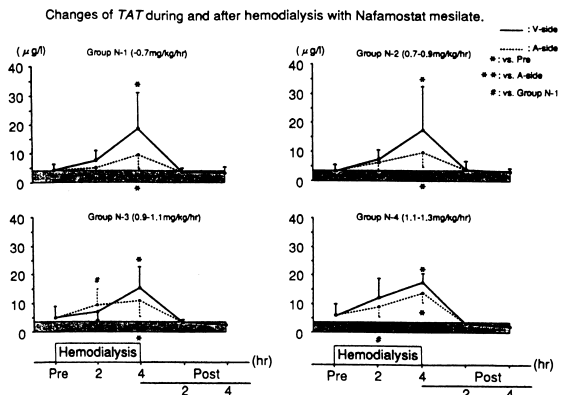 Changes of TAT during and after hemodialysis with Nafamostat mesilate.
— : V-side
······ : A-side
* : vs. Pre
* * : vs. A-side
# : vs. Group N-1
(μg/l) Group N-1 (-0.7mg/kg/hr)
40
30
20
10
0
*
*
(μg/l) Group N-2 (0.7-0.9mg/kg/hr)
40
30
20
10
0
*
*
Group N-3 (0.9-1.1mg/kg/hr)
40
30
20
10
0
#
*
*
Group N-4 (1.1-1.3mg/kg/hr)
40
30
20
10
0
*
*
#
Hemodialysis
Pre 2 4 Post
2 4
Hemodialysis (hr)
Pre 2 4 Post
2 4
(hr)